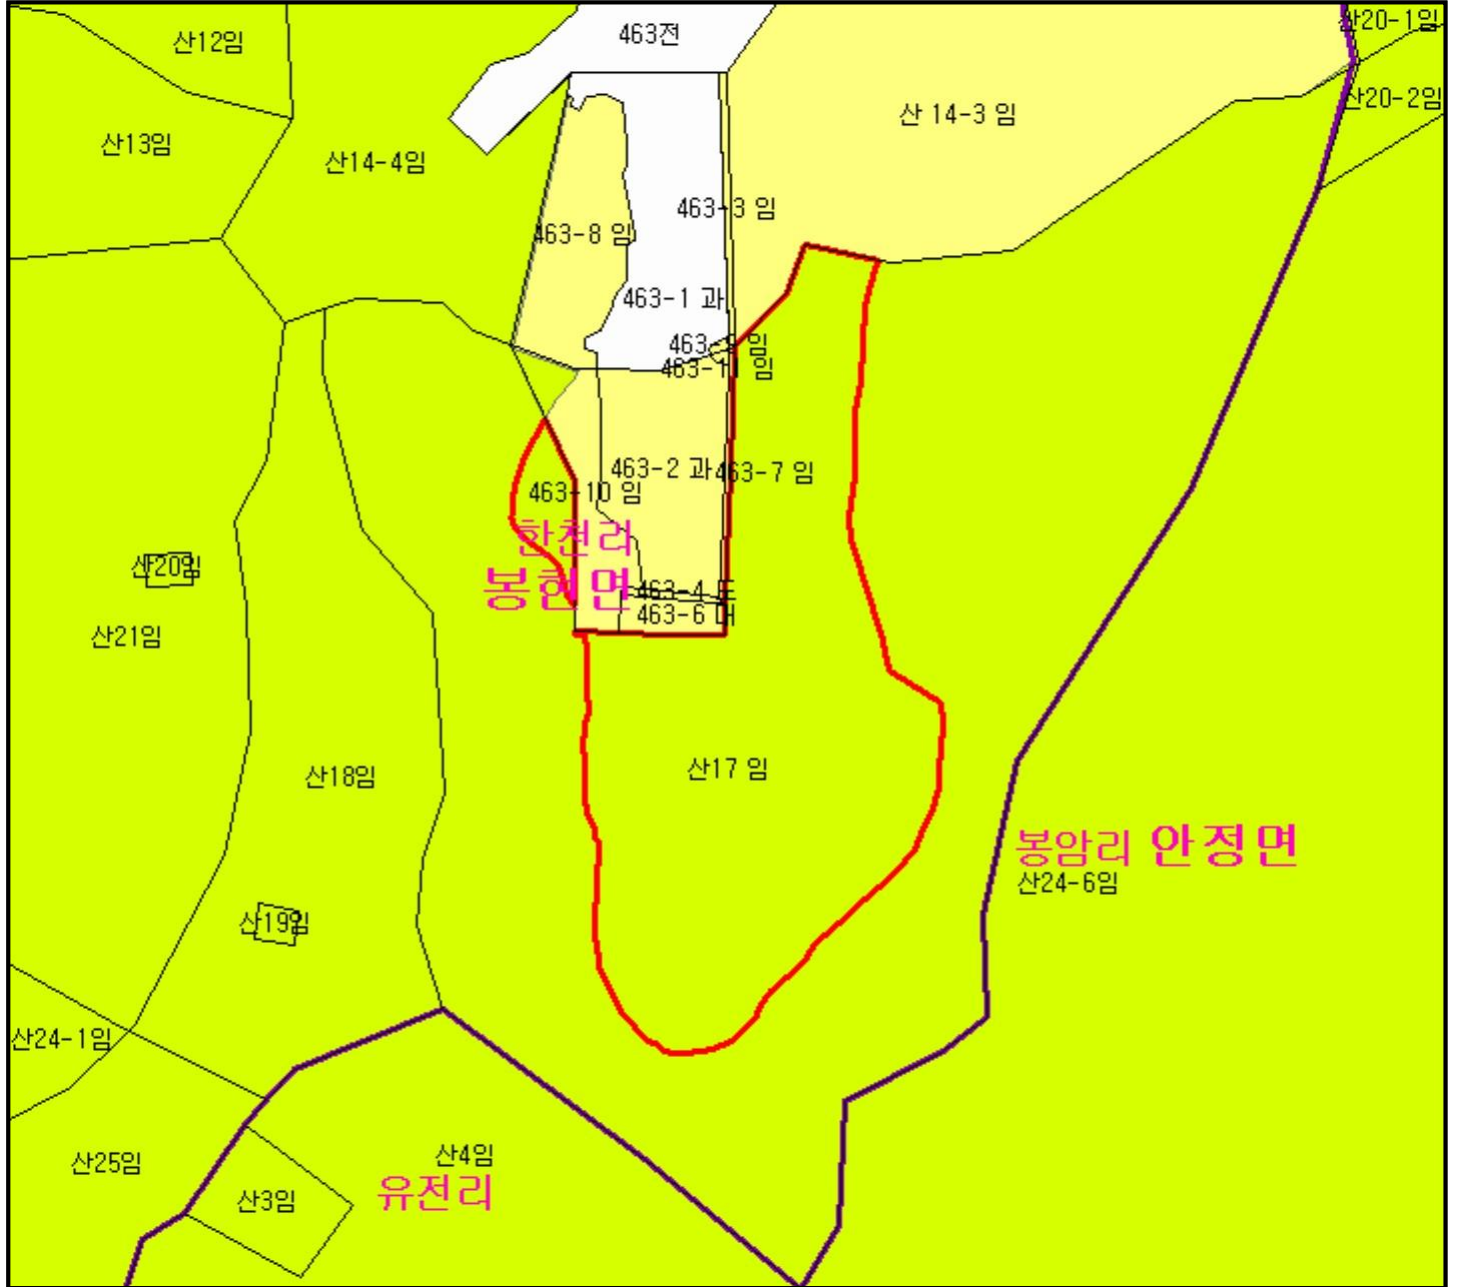 산20-1임
463전
산12임
산20-2임
산 14-3 임
산13임
산14-4임
463-3 임
463-8 임
463-1 과
463-9 임
463-11 임
463-2 과
463-7 임
463-10 임
한천리
산20임
봉현면
463-4 도
463-6 대
산21임
산17 임
산18임
봉암리 안정면
산24-6임
산19임
산24-1임
산4임
산25임
유전리
산3임